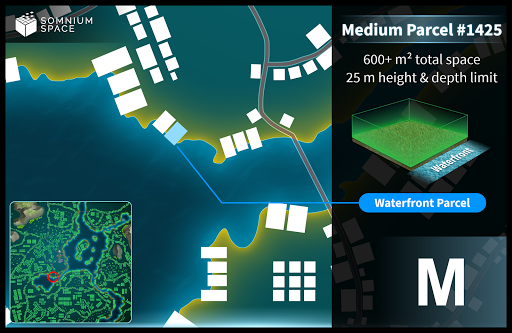 SOMNIUM
SPACE
Medium Parcel #1425
600+ m² total space
25 m height & depth limit
Waterfront
Waterfront Parcel
M